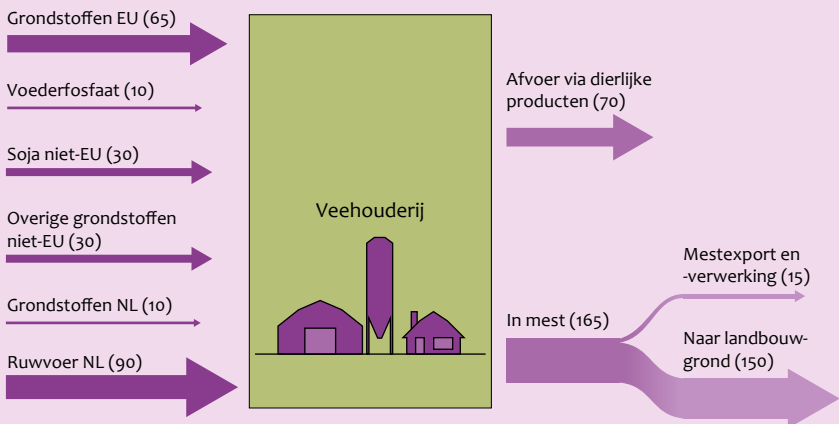 Grondstoffen EU (65)
Voederfosfaat (10)
Soja niet-EU (30)
Overige grondstoffen
niet-EU (30)
Grondstoffen NL (10)
Ruwvoer NL (90)
Veehouderij
Afvoer via dierlijke
producten (70)
In mest (165)
Mestexport en
-verwerking (15)
Naar landbouw-
grond (150)